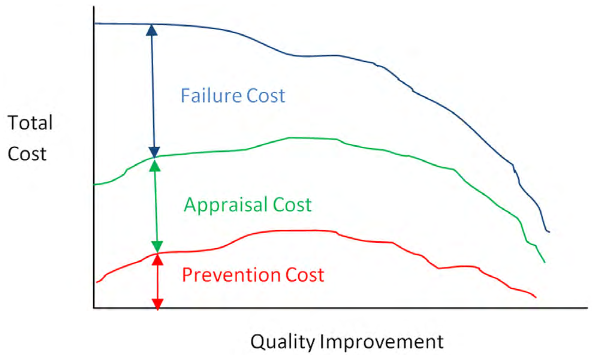 Failure Cost
Total
Cost
Appraisal Cost
Prevention Cost
Quality Improvement